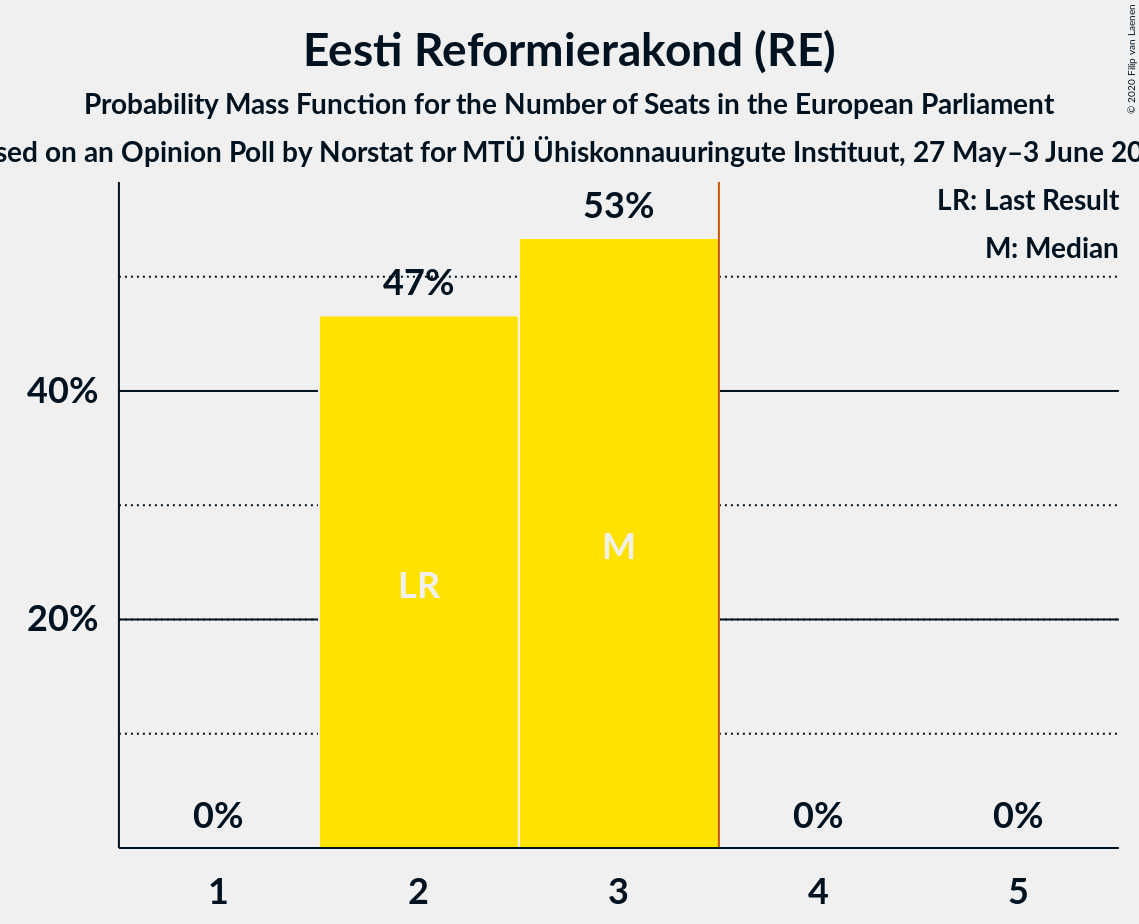 Eesti Reformierakond (RE)
Probability Mass Function for the Number of Seats in the European Parliament
sed on an Opinion Poll by Norstat for MTÜ Ühiskonnauuringute Instituut, 27 May–3 June 20
© 2020 Filip van Laenen
LR: Last Result
M: Median
53%
47%
40%
20%
M
LR
0%
0%
0%
1
2
3
4
5